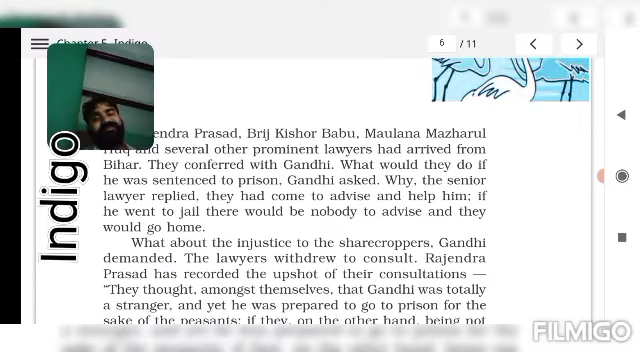 Chapter 5 Indigo
6 / 11
Indigo
Prasad, Brij Kishor Babu, Maulana Mazharul
and several other prominent lawyers had arrived from
Bihar. They conferred with Gandhi. What would they do if
he was sentenced to prison, Gandhi asked. Why, the senior
lawyer replied, they had come to advise and help him; if
he went to jail there would be nobody to advise and they
would go home.
What about the injustice to the sharecroppers, Gandhi
demanded. The lawyers withdrew to consult. Rajendra
Prasad has recorded the upshot of their consultations —
“They thought, amongst themselves, that Gandhi was totally
a stranger, and yet he was prepared to go to prison for the
sake of the peasants; if they, on the other hand, being not
FILMIGO